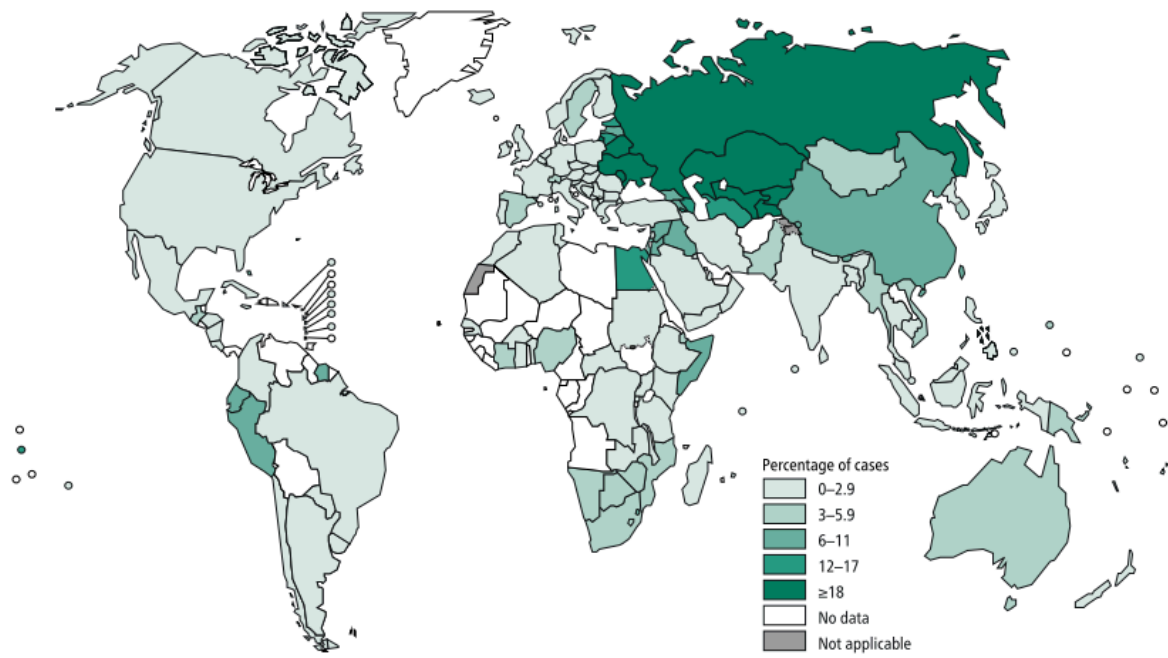 Percentage of cases
0–2.9
3–5.9
6–11
12–17
≥18
No data
Not applicable